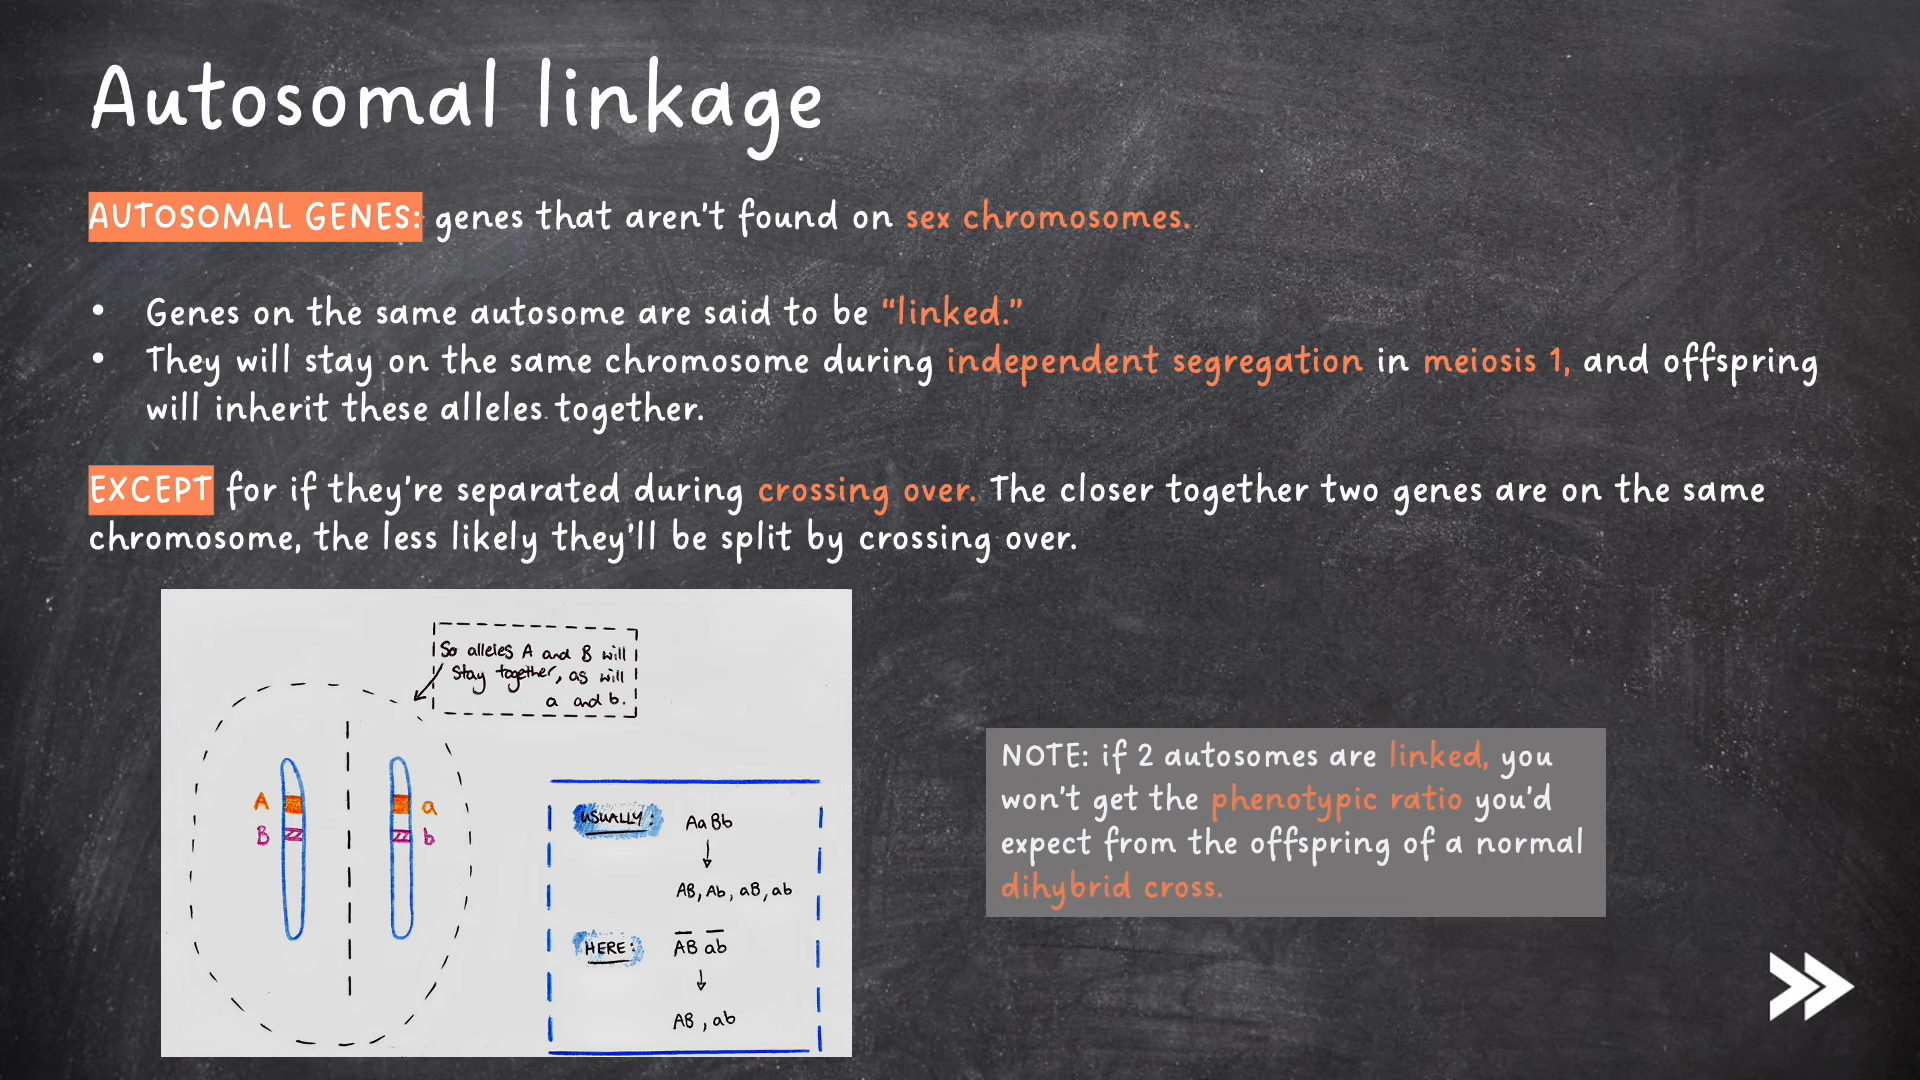 Autosomal linkage
AUTOSOMAL GENES: genes that aren't found on sex chromosomes.
• Genes on the same autosome are said to be “linked.”
• They will stay on the same chromosome during independent segregation in meiosis 1, and offspring
will inherit these alleles together.
EXCEPT for if they're separated during crossing over. The closer together two genes are on the same
chromosome, the less likely they'll be split by crossing over.
So alleles A and B will
stay together, as will
a and b.
A
a
B
b
USUALLY:
AaBb
AB, Ab, aB, ab
HERE:
AB ab
AB, ab
NOTE: if 2 autosomes are linked, you
won't get the phenotypic ratio you'd
expect from the offspring of a normal
dihybrid cross.